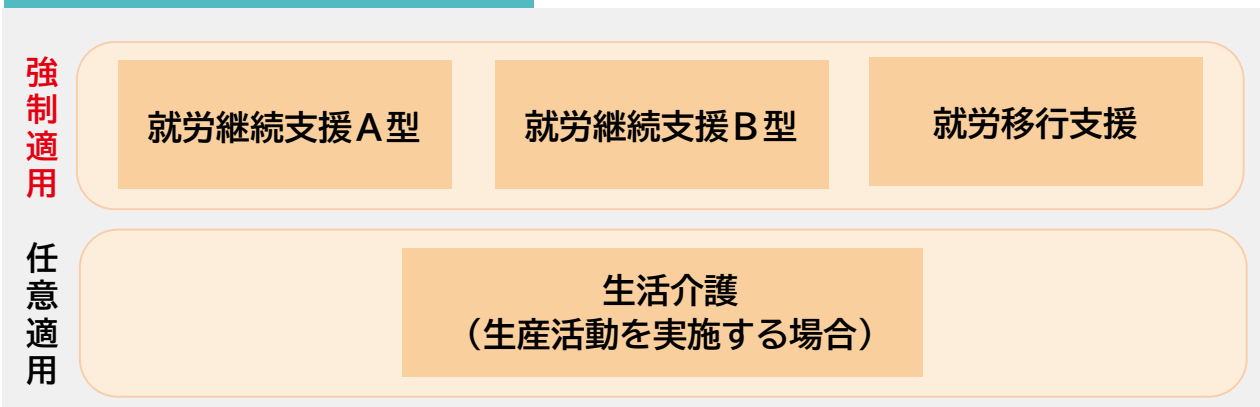 強制適用
就労継続支援A型
就労継続支援B型
就労移行支援
任意適用
生活介護
（生産活動を実施する場合）